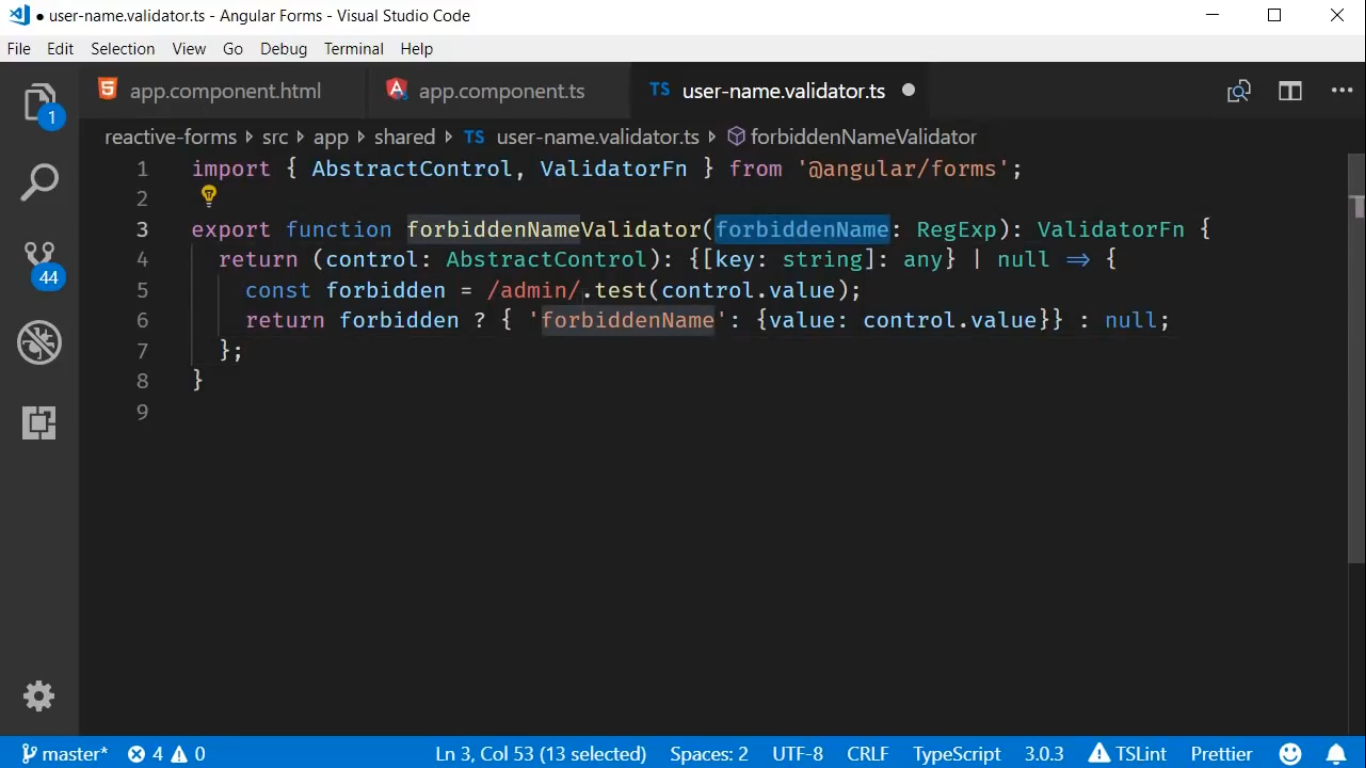 ● user-name.validator.ts - Angular Forms - Visual Studio Code
File Edit Selection View Go Debug Terminal Help
1
44
app.component.html app.component.ts TS user-name.validator.ts ●
reactive-forms src app shared TS user-name.validator.ts forbiddenNameValidator
1 import { AbstractControl, ValidatorFn } from '@angular/forms';
2
3 export function forbiddenNameValidator(forbiddenName: RegExp): ValidatorFn {
4 return (control: AbstractControl): {[key: string]: any} | null ⇒ {
5 const forbidden = /admin/.test(control.value);
6 return forbidden ? { 'forbiddenName': {value: control.value}} : null;
7 };
8 }
9
master* 4 0 Ln 3, Col 53 (13 selected) Spaces: 2 UTF-8 CRLF TypeScript 3.0.3 TSLint Prettier